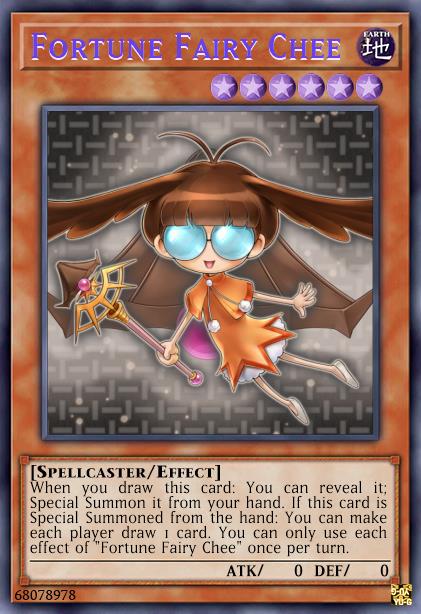 Fortune Fairy Chee
EARTH
地
[Spellcaster/Effect]
When you draw this card: You can reveal it;
Special Summon it from your hand. If this card is
Special Summoned from the hand: You can make
each player draw 1 card. You can only use each
effect of "Fortune Fairy Chee" once per turn.
ATK/ 0 DEF/ 0
68078978